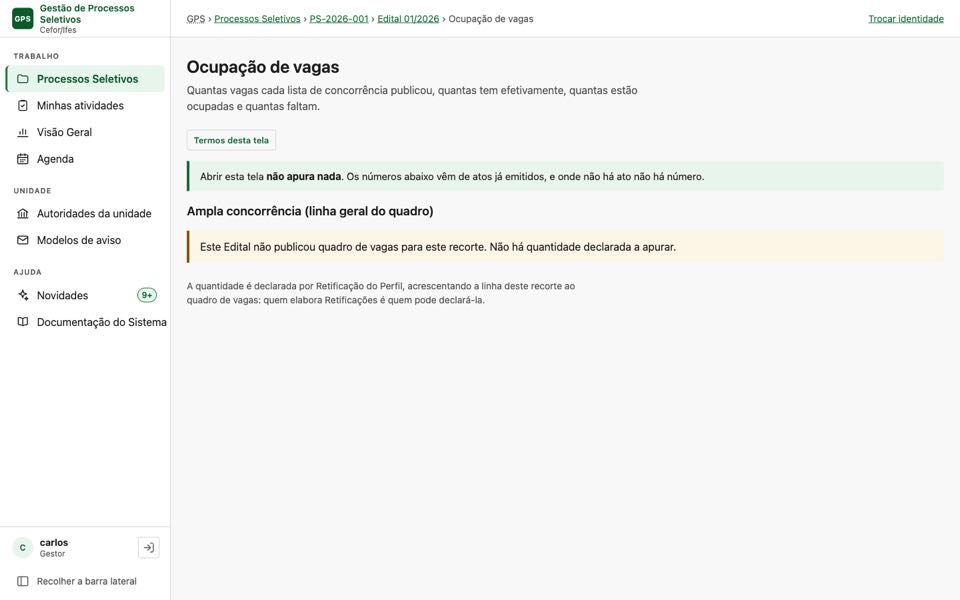 GPS
Gestão de Processos
Seletivos
Cefor/Ifes
GPS › Processos Seletivos › PS-2026-001 › Edital 01/2026 › Ocupação de vagas
Trocar identidade
TRABALHO
Processos Seletivos
Minhas atividades
Visão Geral
Agenda
UNIDADE
Autoridades da unidade
Modelos de aviso
AJUDA
Novidades
9+
Documentação do Sistema
Ocupação de vagas
Quantas vagas cada lista de concorrência publicou, quantas tem efetivamente, quantas estão
ocupadas e quantas faltam.
Termos desta tela
Abrir esta tela não apura nada. Os números abaixo vêm de atos já emitidos, e onde não há ato não há número.
Ampla concorrência (linha geral do quadro)
Este Edital não publicou quadro de vagas para este recorte. Não há quantidade declarada a apurar.
A quantidade é declarada por Retificação do Perfil, acrescentando a linha deste recorte ao
quadro de vagas: quem elabora Retificações é quem pode declará-la.
C
carlos
Gestor
Recolher a barra lateral